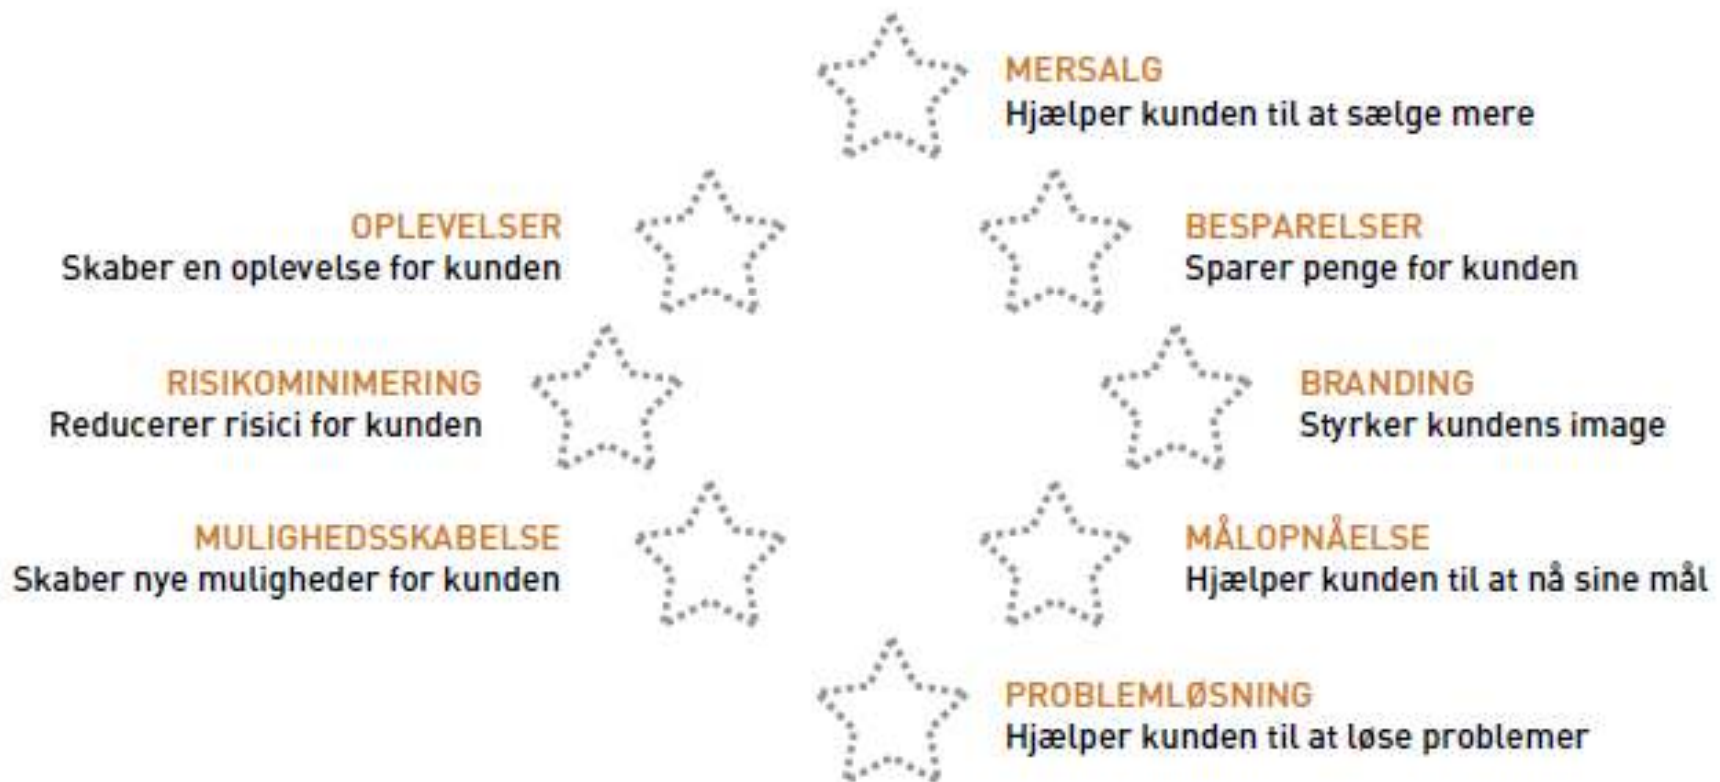 MERSALG
Hjælper kunden til at sælge mere
OPLEVELSER
Skaber en oplevelse for kunden
BESPARELSER
Sparer penge for kunden
RISIKOMINIMERING
Reducerer risici for kunden
BRANDING
Styrker kundens image
MULIGHEDSSKABELSE
Skaber nye muligheder for kunden
MÅLOPNÅELSE
Hjælper kunden til at nå sine mål
PROBLEMLØSNING
Hjælper kunden til at løse problemer